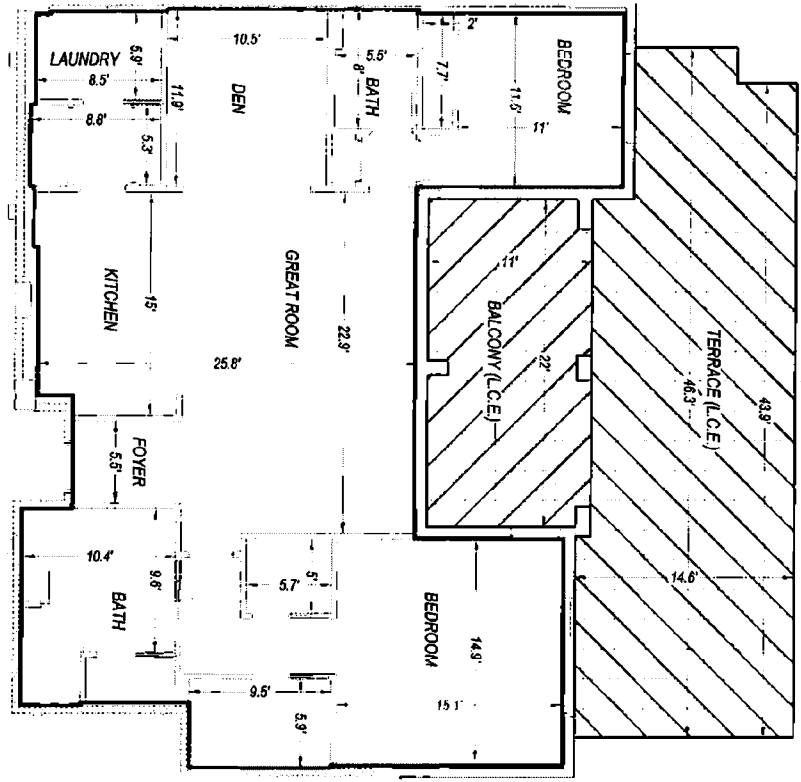 LAUNDRY
5.9'
8.5'
8.8'
5.3'
11.9'
10.5'
DEN
5.5'
8'
BATH
2'
7.7'
BEDROOM
11.5'
11'
KITCHEN
15'
GREAT ROOM
22.9'
25.8'
11'
BALCONY (L.C.E.)
22'
TERRACE (L.C.E.)
46.3'
43.9'
14.6'
FOYER
5.5'
10.4'
BATH
9.6'
5.7'
5'
BEDROOM
14.9'
15.1'
9.5'
5.9'